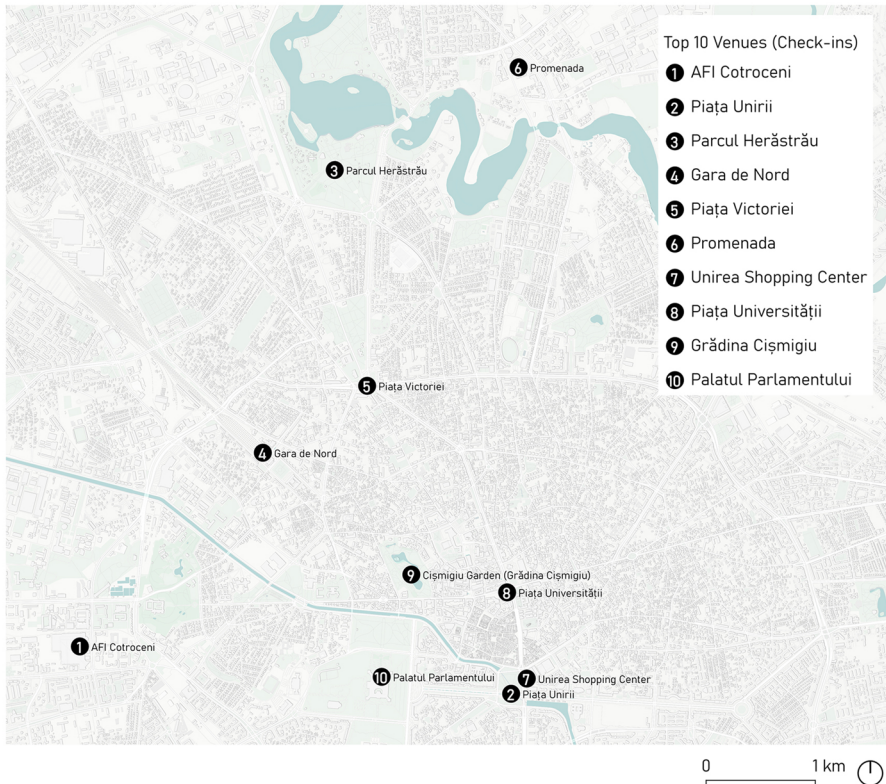 Top 10 Venues (Check-ins)
1 AFI Cotroceni
2 Piața Unirii
3 Parcul Herăstrău
4 Gara de Nord
5 Piața Victoriei
6 Promenada
7 Unirea Shopping Center
8 Piața Universității
9 Grădina Cișmigiu
10 Palatul Parlamentului
6 Promenada
3 Parcul Herăstrău
5 Piața Victoriei
4 Gara de Nord
9 Cișmigiu Garden (Grădina Cișmigiu)
8 Piața Universității
1 AFI Cotroceni
10 Palatul Parlamentului
7 Unirea Shopping Center
2 Piața Unirii
0 1 km